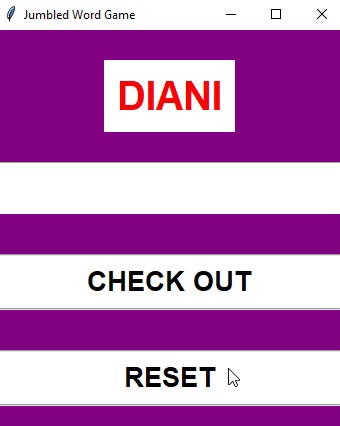 Jumbled Word Game
DIANI
CHECK OUT
RESET